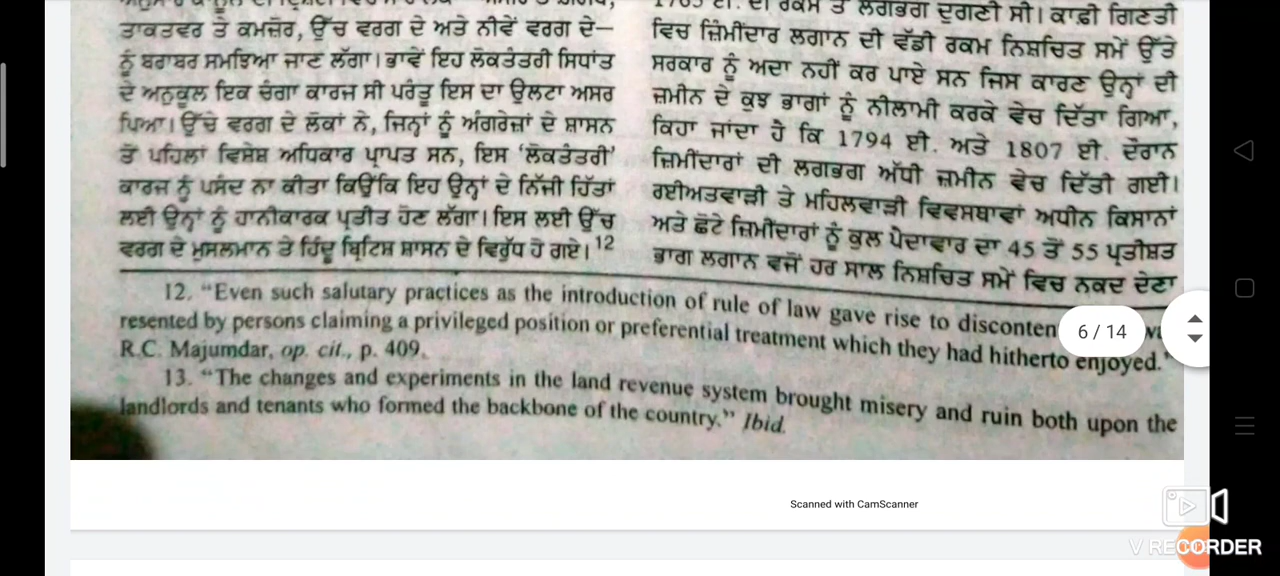 ਤਾਕਤਵਰ ਤੇ ਕਮਜ਼ੋਰ, ਉੱਚ ਵਰਗ ਦੇ ਅਤੇ ਨੀਵੇਂ ਵਰਗ ਦੇ—
ਨੂੰ ਬਰਾਬਰ ਸਮਝਿਆ ਜਾਣ ਲੱਗਾ। ਭਾਵੇਂ ਇਹ ਲੋਕਤੰਤਰੀ ਸਿਧਾਂਤ
ਦੇ ਅਨੁਕੂਲ ਇਕ ਚੰਗਾ ਕਾਰਜ ਸੀ ਪਰੰਤੂ ਇਸ ਦਾ ਉਲਟਾ ਅਸਰ
ਪਿਆ। ਉੱਚੇ ਵਰਗ ਦੇ ਲੋਕਾਂ ਨੇ, ਜਿਨ੍ਹਾਂ ਨੂੰ ਅੰਗਰੇਜ਼ਾਂ ਦੇ ਸ਼ਾਸਨ
ਤੋਂ ਪਹਿਲਾਂ ਵਿਸ਼ੇਸ਼ ਅਧਿਕਾਰ ਪ੍ਰਾਪਤ ਸਨ, ਇਸ ‘ਲੋਕਤੰਤਰੀ’
ਕਾਰਜ ਨੂੰ ਪਸੰਦ ਨਾ ਕੀਤਾ ਕਿਉਂਕਿ ਇਹ ਉਨ੍ਹਾਂ ਦੇ ਨਿੱਜੀ ਹਿੱਤਾਂ
ਲਈ ਉਨ੍ਹਾਂ ਨੂੰ ਹਾਨੀਕਾਰਕ ਪ੍ਰਤੀਤ ਹੋਣ ਲੱਗਾ। ਇਸ ਲਈ ਉੱਚ
ਵਰਗ ਦੇ ਮੁਸਲਮਾਨ ਤੇ ਹਿੰਦੂ ਬ੍ਰਿਟਿਸ਼ ਸ਼ਾਸਨ ਦੇ ਵਿਰੁੱਧ ਹੋ ਗਏ।12
ਦੀ ਰਕਮ ਤੋਂ ਲਗਭਗ ਦੁਗਣੀ ਸੀ। ਕਾਫ਼ੀ ਗਿਣਤੀ
ਵਿਚ ਜ਼ਿਮੀਂਦਾਰ ਲਗਾਨ ਦੀ ਵੱਡੀ ਰਕਮ ਨਿਸ਼ਚਿਤ ਸਮੇਂ ਉੱਤੇ
ਸਰਕਾਰ ਨੂੰ ਅਦਾ ਨਹੀਂ ਕਰ ਪਾਏ ਸਨ ਜਿਸ ਕਾਰਣ ਉਨ੍ਹਾਂ ਦੀ
ਜ਼ਮੀਨ ਦੇ ਕੁਝ ਭਾਗਾਂ ਨੂੰ ਨੀਲਾਮੀ ਕਰਕੇ ਵੇਚ ਦਿੱਤਾ ਗਿਆ,
ਕਿਹਾ ਜਾਂਦਾ ਹੈ ਕਿ 1794 ਈ. ਅਤੇ 1807 ਈ. ਦੌਰਾਨ
ਜ਼ਿਮੀਂਦਾਰਾਂ ਦੀ ਲਗਭਗ ਅੱਧੀ ਜ਼ਮੀਨ ਵੇਚ ਦਿੱਤੀ ਗਈ।
ਰਈਅਤਵਾੜੀ ਤੇ ਮਹਿਲਵਾੜੀ ਵਿਵਸਥਾਵਾਂ ਅਧੀਨ ਕਿਸਾਨਾਂ
ਅਤੇ ਛੋਟੇ ਜ਼ਿਮੀਂਦਾਰਾਂ ਨੂੰ ਕੁਲ ਪੈਦਾਵਾਰ ਦਾ 45 ਤੋਂ 55 ਪ੍ਰਤੀਸ਼ਤ
ਭਾਗ ਲਗਾਨ ਵਜੋਂ ਹਰ ਸਾਲ ਨਿਸ਼ਚਿਤ ਸਮੇਂ ਵਿਚ ਨਕਦ ਦੇਣਾ
12. “Even such salutary practices as the introduction of rule of law gave rise to
resented by persons claiming a privileged position or preferential treatment which they had hitherto enjoyed.”
R.C. Majumdar, op. cit., p. 409.
13. “The changes and experiments in the land revenue system brought misery and ruin both upon the
landlords and tenants who formed the backbone of the country.” Ibid.
6 / 14
Scanned with CamScanner
V RECORDER